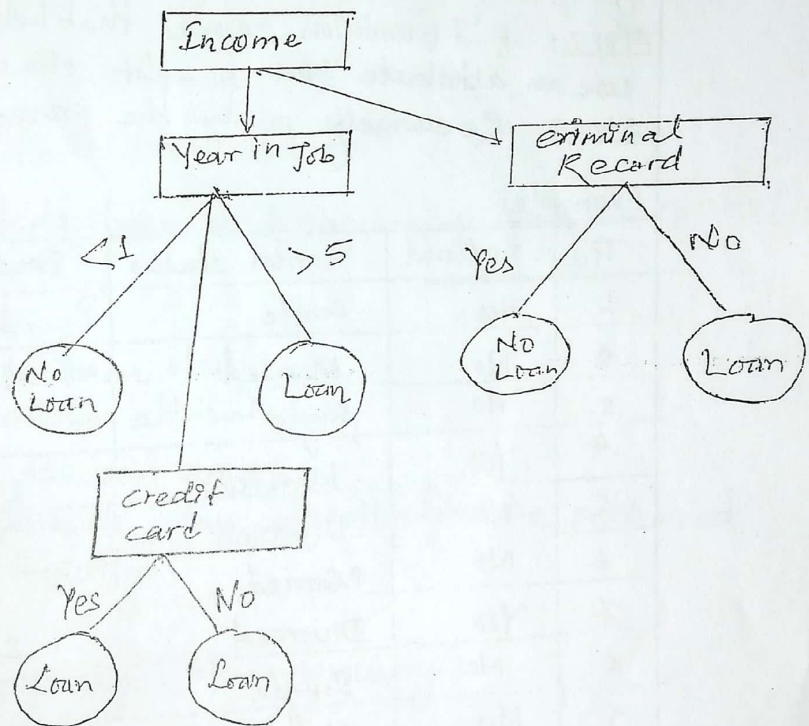 Income
Year in Job
criminal
Record
<1
>5
Yes
No
No
Loan
Loan
No
Loan
Loan
credit
card
Yes
No
Loan
Loan